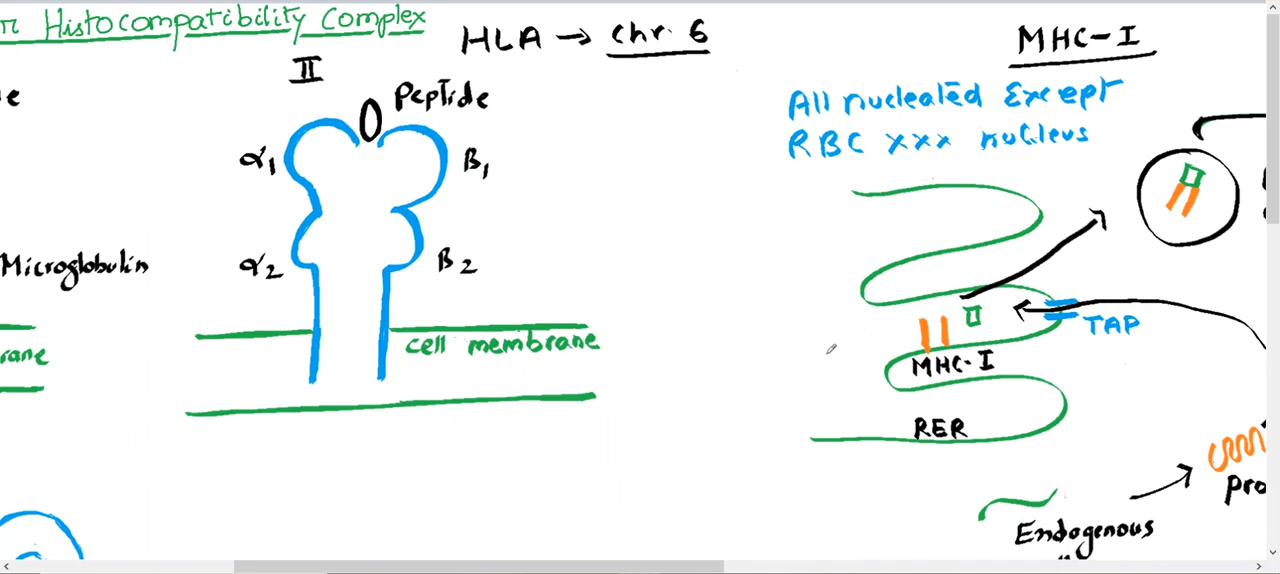 Histocompatibility Complex
HLA → chr. 6
II
Peptide
α1
β1
α2
β2
Microglobulin
cell membrane
MHC-I
All nucleated Except
RBC xxx nucleus
TAP
MHC-I
RER
Endogenous